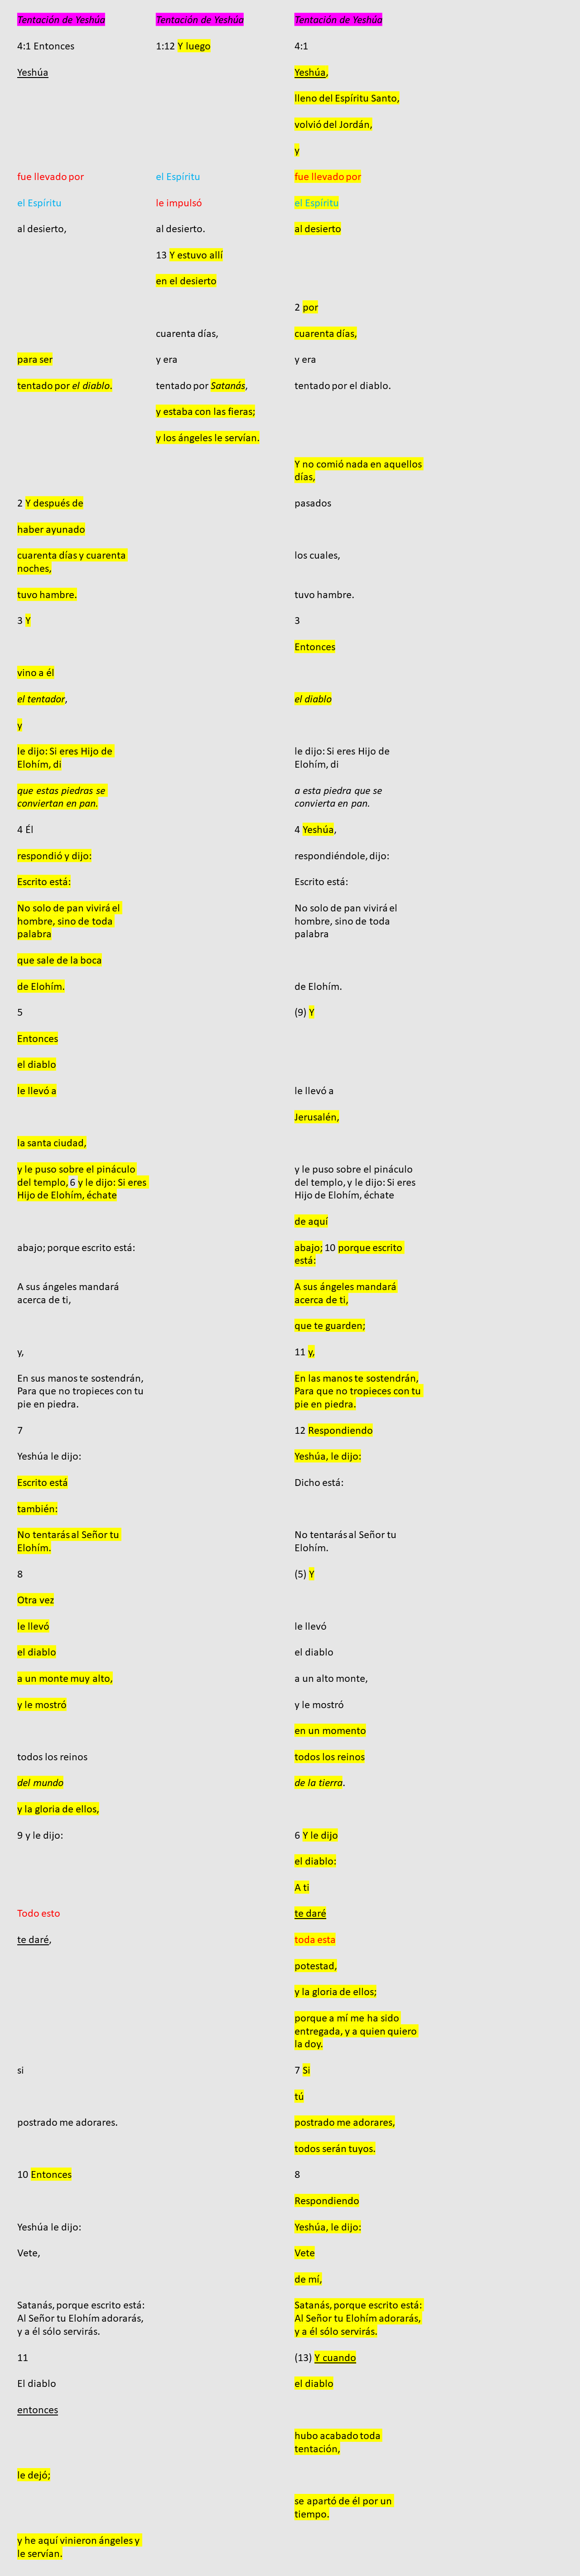 Tentación de Yeshúa Tentación de Yeshúa Tentación de Yeshúa
4:1 Entonces 1:12 Y luego 4:1
Yeshúa Yeshúa,
lleno del Espíritu Santo,
volvió del Jordán,
y
fue llevado por el Espíritu fue llevado por
el Espíritu le impulsó el Espíritu
al desierto, al desierto. al desierto
13 Y estuvo allí
en el desierto
2 por
cuarenta días, cuarenta días,
para ser y era y era
tentado por el diablo. tentado por Satanás, tentado por el diablo.
y estaba con las fieras;
y los ángeles le servían.
Y no comió nada en aquellos
días,
2 Y después de pasados
haber ayunado
cuarenta días y cuarenta los cuales,
noches,
tuvo hambre. tuvo hambre.
3 Y 3
Entonces
vino a él
el tentador, el diablo
y
le dijo: Si eres Hijo de le dijo: Si eres Hijo de
Elohím, di Elohím, di
que estas piedras se a esta piedra que se
conviertan en pan. convierta en pan.
4 Él 4 Yeshúa,
respondió y dijo: respondiéndole, dijo:
Escrito está: Escrito está:
No solo de pan vivirá el No solo de pan vivirá el
hombre, sino de toda hombre, sino de toda
palabra palabra
que sale de la boca
de Elohím. de Elohím.
5 (9) Y
Entonces
el diablo
le llevó a le llevó a
Jerusalén,
la santa ciudad,
y le puso sobre el pináculo y le puso sobre el pináculo
del templo, 6 y le dijo: Si eres del templo, y le dijo: Si eres
Hijo de Elohím, échate Hijo de Elohím, échate
de aquí
abajo; porque escrito está: abajo; 10 porque escrito
está:
A sus ángeles mandará A sus ángeles mandará
acerca de ti, acerca de ti,
que te guarden;
y, 11 y,
En sus manos te sostendrán, En las manos te sostendrán,
Para que no tropieces con tu Para que no tropieces con tu
pie en piedra. pie en piedra.
7 12 Respondiendo
Yeshúa le dijo: Yeshúa, le dijo:
Escrito está Dicho está:
también:
No tentarás al Señor tu No tentarás al Señor tu
Elohím. Elohím.
8 (5) Y
Otra vez
le llevó le llevó
el diablo el diablo
a un monte muy alto, a un alto monte,
y le mostró y le mostró
en un momento
todos los reinos todos los reinos
del mundo de la tierra.
y la gloria de ellos,
9 y le dijo: 6 Y le dijo
el diablo:
A ti
Todo esto te daré
te daré, toda esta
potestad,
y la gloria de ellos;
porque a mí me ha sido
entregada, y a quien quiero
la doy.
si 7 Si
tú
postrado me adorares. postrado me adorares,
todos serán tuyos.
10 Entonces 8
Respondiendo
Yeshúa le dijo: Yeshúa, le dijo:
Vete, Vete
de mí,
Satanás, porque escrito está: Satanás, porque escrito está:
Al Señor tu Elohím adorarás, Al Señor tu Elohím adorarás,
y a él sólo servirás. y a él sólo servirás.
11 (13) Y cuando
El diablo el diablo
entonces
hubo acabado toda
tentación,
le dejó;
se apartó de él por un
tiempo.
y he aquí vinieron ángeles y
le servían.